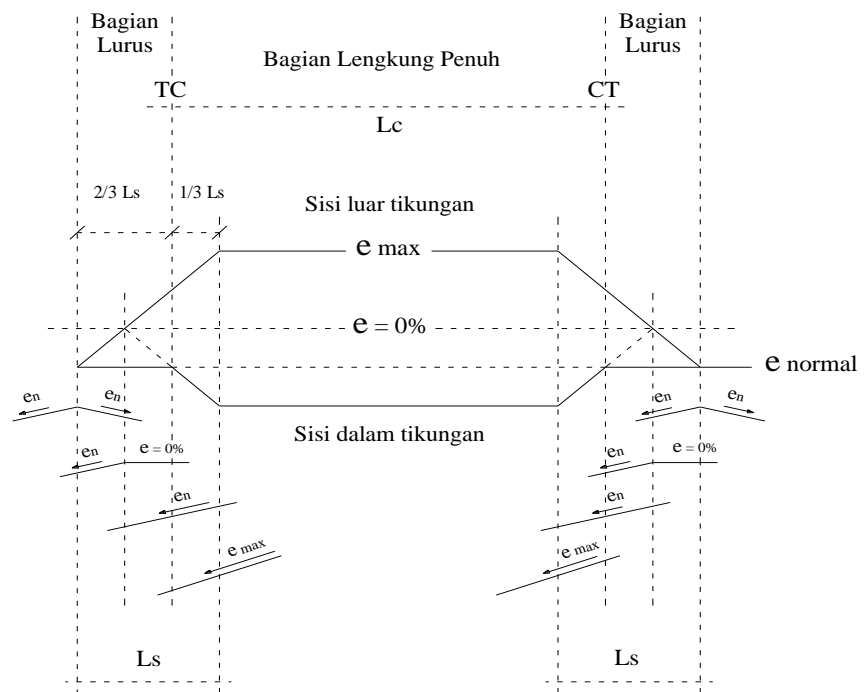 Bagian
Lurus
Bagian
Lurus
Bagian Lengkung Penuh
TC
CT
Lc
2/3 Ls
1/3 Ls
Sisi luar tikungan
e max
e = 0%
e normal
en
en
en
en
Sisi dalam tikungan
en
e = 0%
en
e = 0%
en
en
e max
e max
Ls
Ls